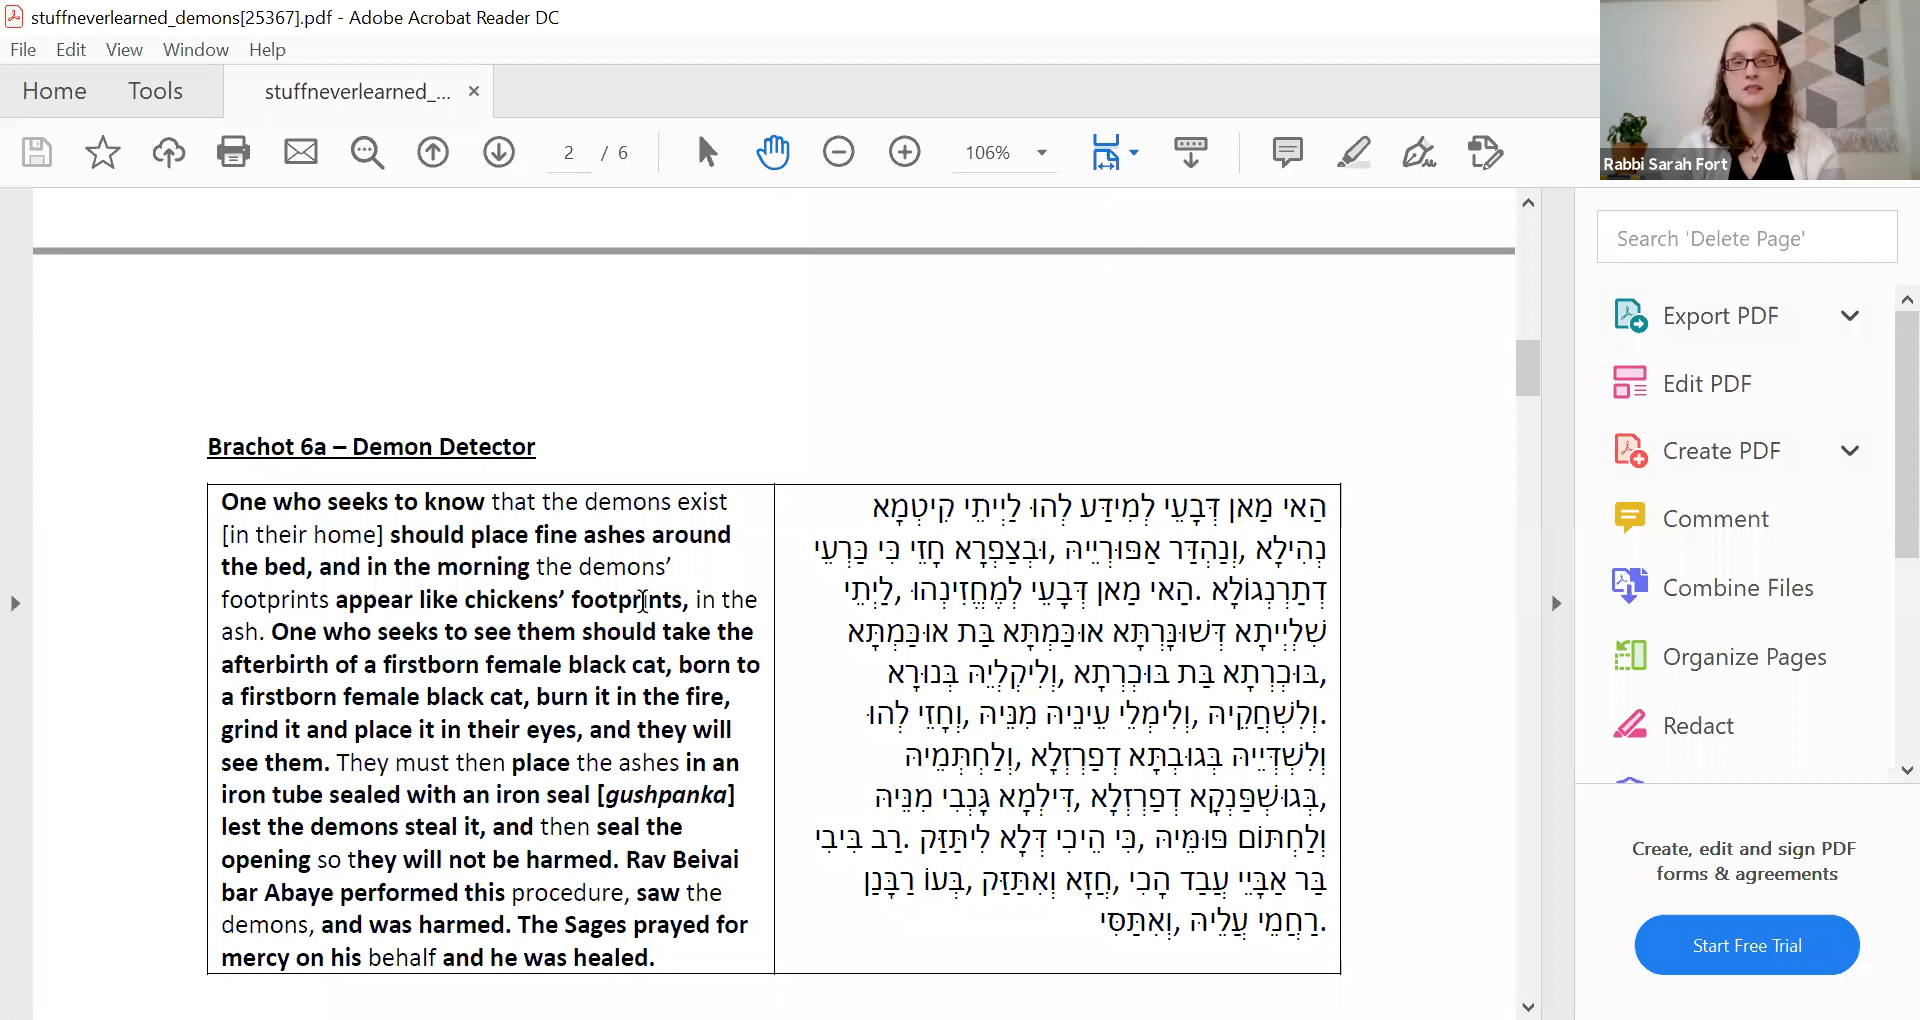 stuffneverlearned_demons[25367].pdf - Adobe Acrobat Reader DC
File Edit View Window Help
Home Tools stuffneverlearned_... ×
2 / 6 106%
Rabbi Sarah Fort
Search 'Delete Page'
Export PDF
Edit PDF
Create PDF
Comment
Combine Files
Organize Pages
Redact
Create, edit and sign PDF
forms & agreements
Start Free Trial
Brachot 6a – Demon Detector
One who seeks to know that the demons exist
[in their home] should place fine ashes around
the bed, and in the morning the demons’
footprints appear like chickens’ footprints, in the
ash. One who seeks to see them should take the
afterbirth of a firstborn female black cat, born to
a firstborn female black cat, burn it in the fire,
grind it and place it in their eyes, and they will
see them. They must then place the ashes in an
iron tube sealed with an iron seal [gushpanka]
lest the demons steal it, and then seal the
opening so they will not be harmed. Rav Beivai
bar Abaye performed this procedure, saw the
demons, and was harmed. The Sages prayed for
mercy on his behalf and he was healed.
הַאי מַאן דְּבָעֵי לְמִידַּע לְהוּ לַיְיתֵי קִיטְמָא
נְהִילָא, וְנַהְדַּר אַפּוּרְיֵיהּ, וּבְצַפְרָא חָזֵי כִּי כַּרְעֵי
דְתַרְנְגוֹלָא. הַאי מַאן דְּבָעֵי לְמֶחֱזִינְהוּ, לַיְתֵי
שִׁלְיְיתָא דְּשׁוּנָּרְתָּא אוּכַּמְתָּא בַּת אוּכַּמְתָּא
בּוּכְרְתָא בַּת בּוּכְרְתָא, וְלִיקְלְיֵהּ בְּנוּרָא,
וְלִשְׁחֲקֵיהּ, וְלִימְלֵי עֵינֵיהּ מִנֵּיהּ, וְחָזֵי לְהוּ.
וְלִשְׁדְּיֵיהּ בְּגוּבְתָּא דְפַרְזְלָא, וְלַחְתְּמֵיהּ
בְּגוּשְׁפַּנְקָא דְפַרְזְלָא, דִּילְמָא גָּנְבִי מִנֵּיהּ,
וְלַחְתּוֹם פּוּמֵּיהּ, כִּי הֵיכִי דְּלָא לִיתַּזַּק. רַב בִּיבִי
בַּר אַבָּיֵי עֲבַד הָכִי, חֲזָא וְאִתַּזַּק, בְּעוֹ רַבָּנַן
רַחֲמֵי עֲלֵיהּ, וְאִתַּסִּי.